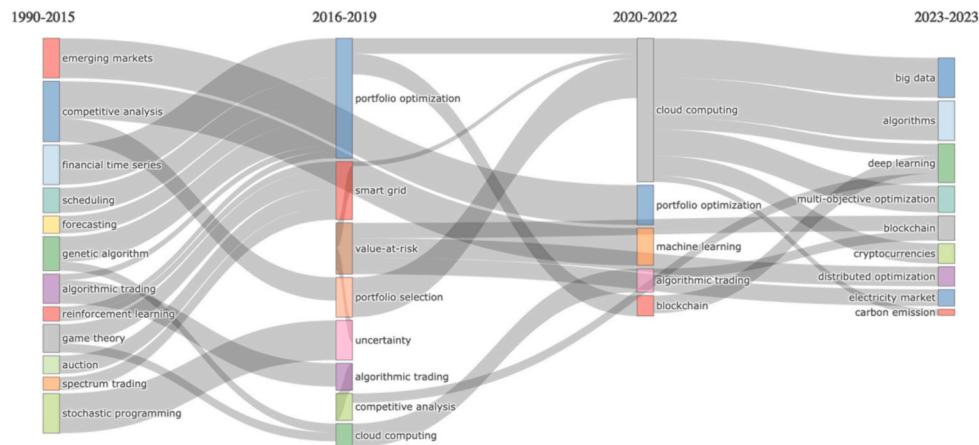 1990-2015
2016-2019
2020-2022
2023-2023
emerging markets
competitive analysis
financial time series
scheduling
forecasting
genetic algorithm
algorithmic trading
reinforcement learning
game theory
auction
spectrum trading
stochastic programming
portfolio optimization
smart grid
value-at-risk
portfolio selection
uncertainty
algorithmic trading
competitive analysis
cloud computing
cloud computing
portfolio optimization
machine learning
algorithmic trading
blockchain
big data
algorithms
deep learning
multi-objective optimization
blockchain
cryptocurrencies
distributed optimization
electricity market
carbon emission